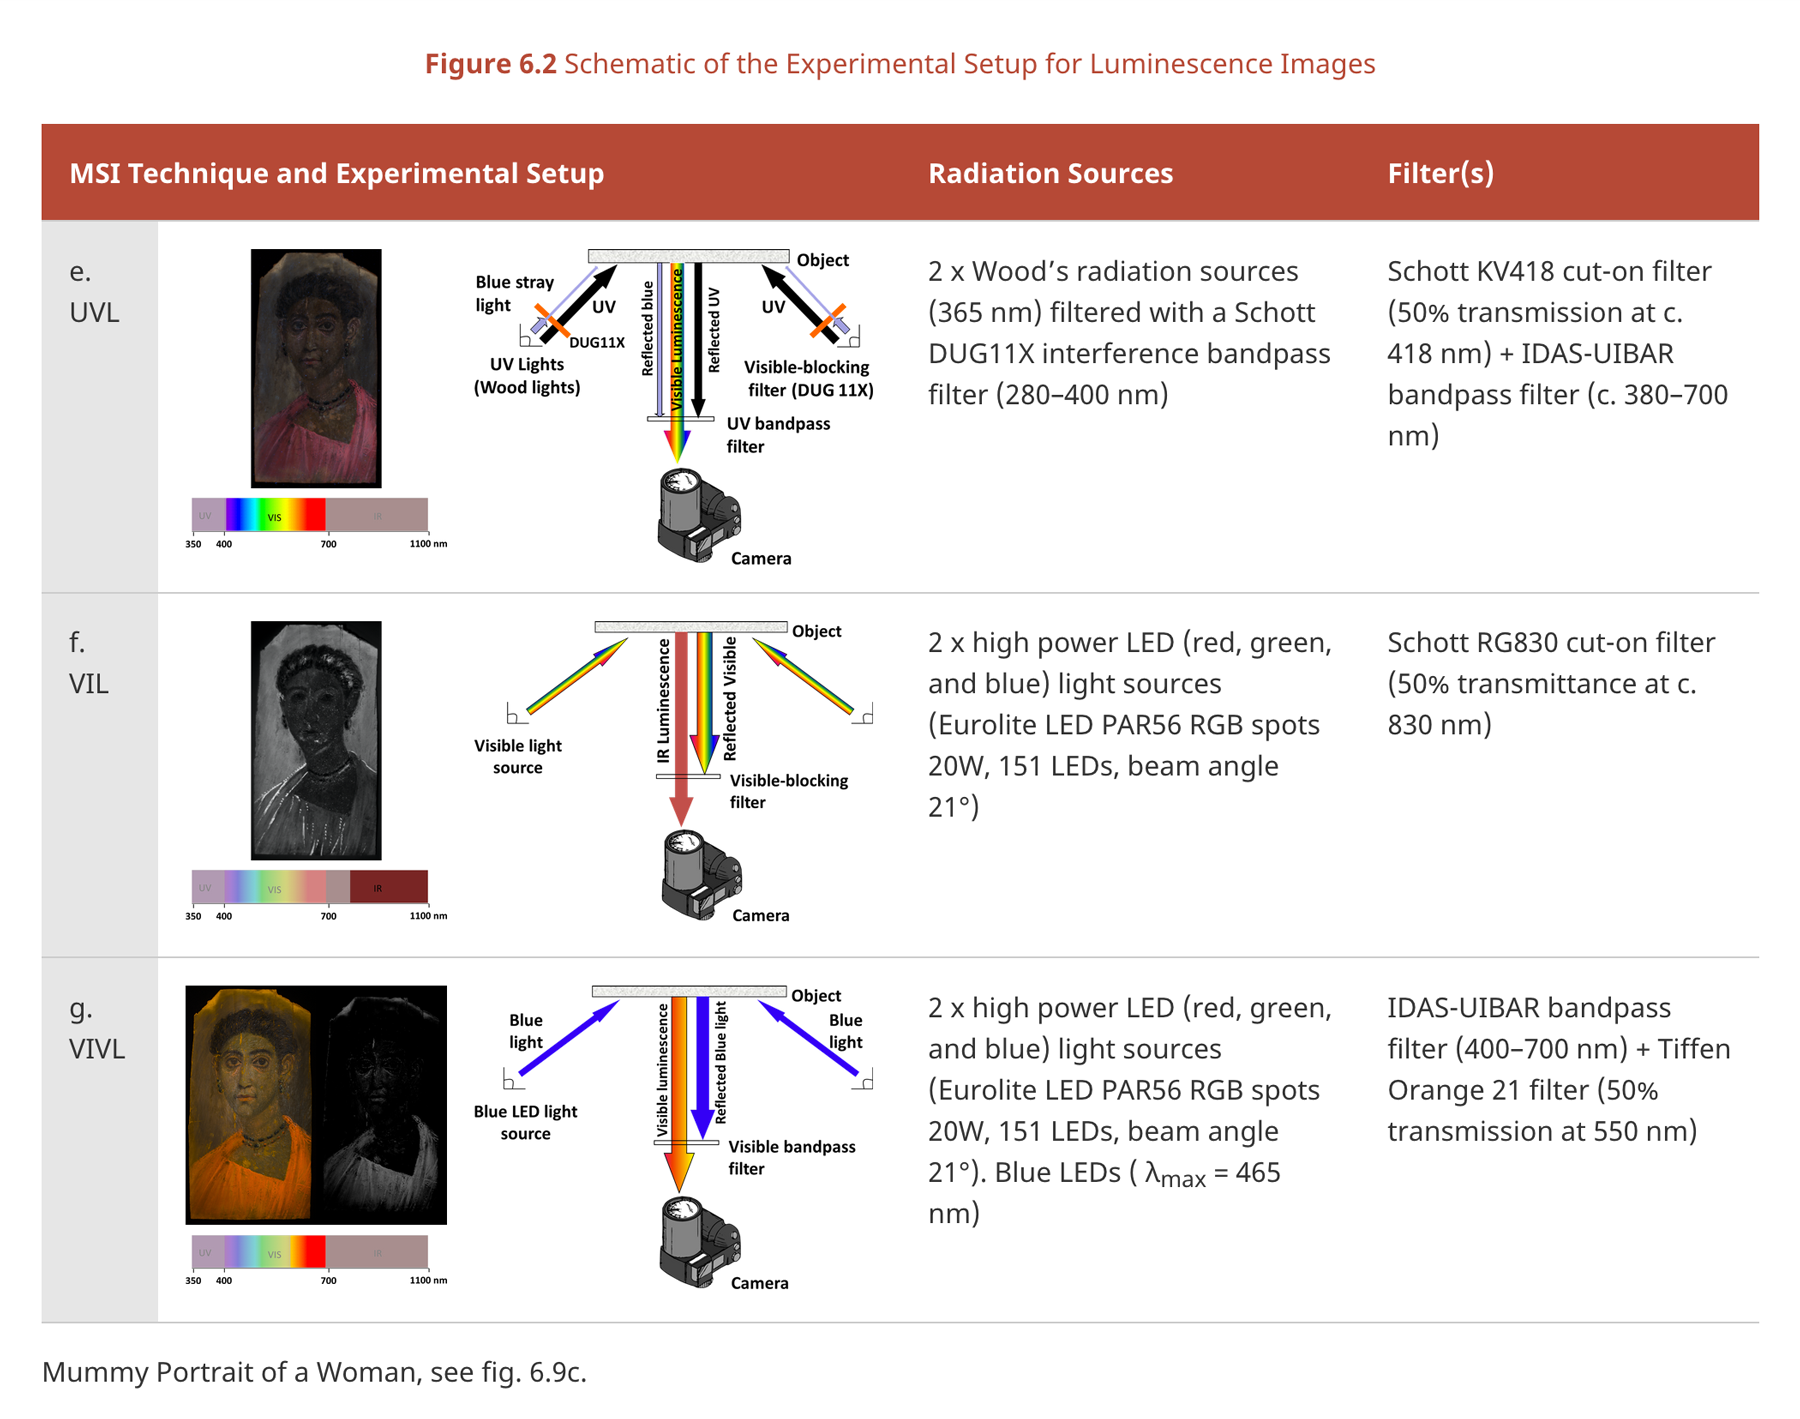 Figure 6.2 Schematic of the Experimental Setup for Luminescence Images
MSI Technique and Experimental Setup
Radiation Sources
Filter(s)
e.
UVL
UV
VIS
IR
350
400
700
1100 nm
Object
Blue stray
light
UV
DUG11X
UV Lights
(Wood lights)
Reflected blue
Visible Luminescence
Reflected UV
UV
Visible-blocking
filter (DUG 11X)
UV bandpass
filter
Camera
2 x Wood’s radiation sources
(365 nm) filtered with a Schott
DUG11X interference bandpass
filter (280–400 nm)
Schott KV418 cut-on filter
(50% transmission at c.
418 nm) + IDAS-UIBAR
bandpass filter (c. 380–700
nm)
f.
VIL
UV
VIS
IR
350
400
700
1100 nm
Object
Visible light
source
IR Luminescence
Reflected Visible
Visible-blocking
filter
Camera
2 x high power LED (red, green,
and blue) light sources
(Eurolite LED PAR56 RGB spots
20W, 151 LEDs, beam angle
21°)
Schott RG830 cut-on filter
(50% transmittance at c.
830 nm)
g.
VIVL
UV
VIS
IR
350
400
700
1100 nm
Object
Blue
light
Blue LED light
source
Visible luminescence
Reflected Blue light
Blue
light
Visible bandpass
filter
Camera
2 x high power LED (red, green,
and blue) light sources
(Eurolite LED PAR56 RGB spots
20W, 151 LEDs, beam angle
21°). Blue LEDs ( λmax = 465
nm)
IDAS-UIBAR bandpass
filter (400–700 nm) + Tiffen
Orange 21 filter (50%
transmission at 550 nm)
Mummy Portrait of a Woman, see fig. 6.9c.